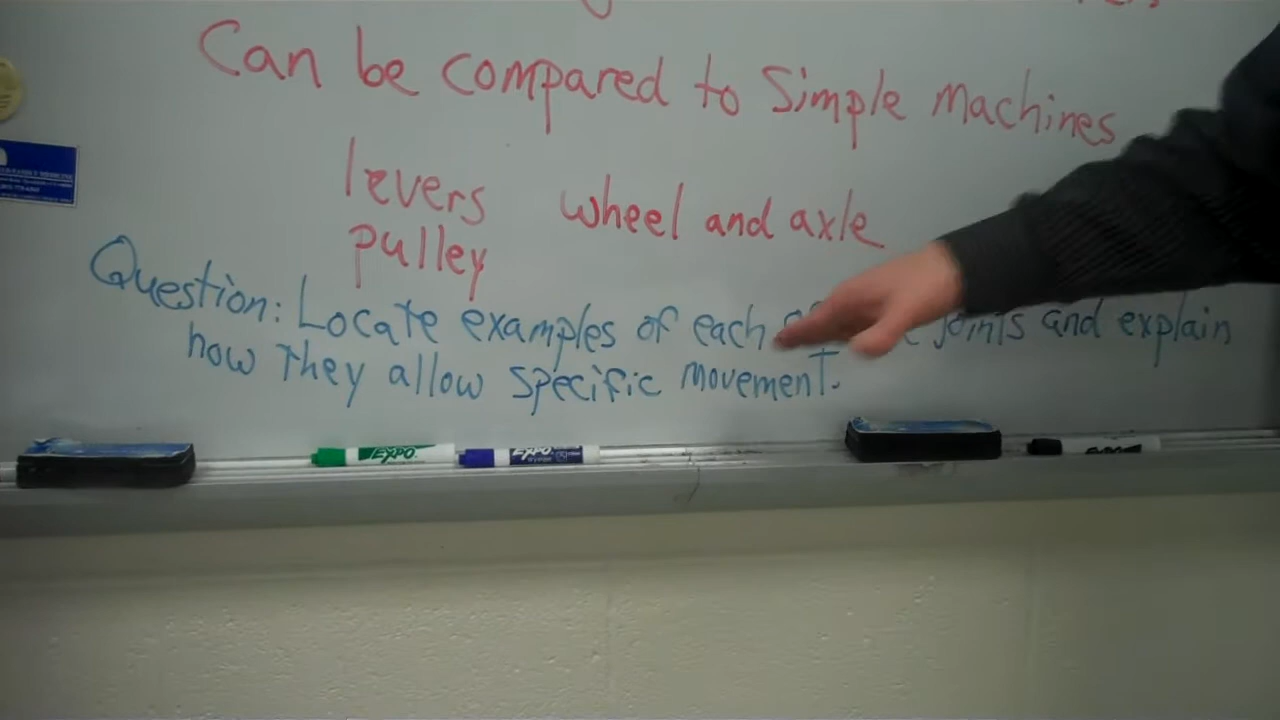 Can be compared to Simple Machines
levers wheel and axle
pulley
Question: Locate examples of each joints and explain
how they allow specific movement.
EXPO
EXPO